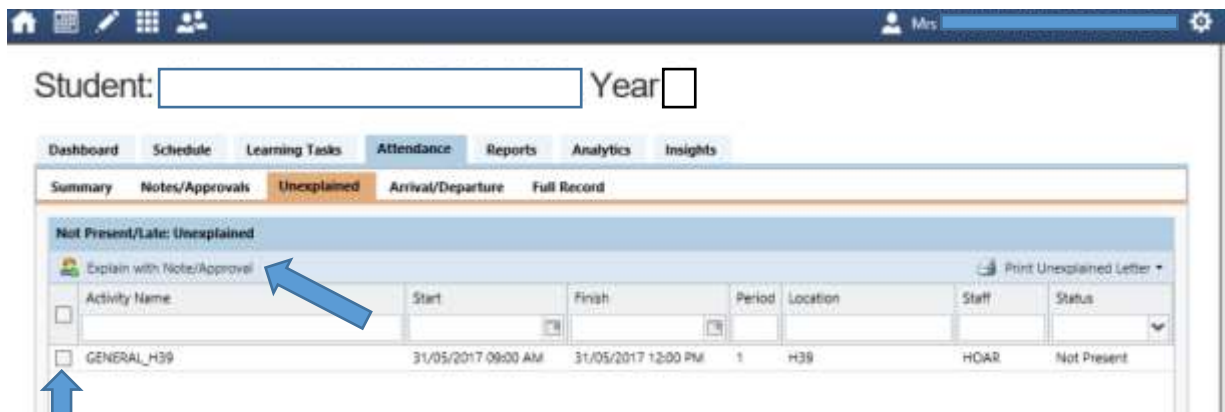 Mrs
Student: Year
Dashboard Schedule Learning Tasks Attendance Reports Analytics Insights
Summary Notes/Approvals Unexplained Arrival/Departure Full Record
Not Present/Late: Unexplained
Explain with Note/Approval Print Unexplained Letter
Activity Name Start Finish Period Location Staff Status
GENERAL_H39 31/05/2017 09:00 AM 31/05/2017 12:00 PM 1 H39 HOAR Not Present